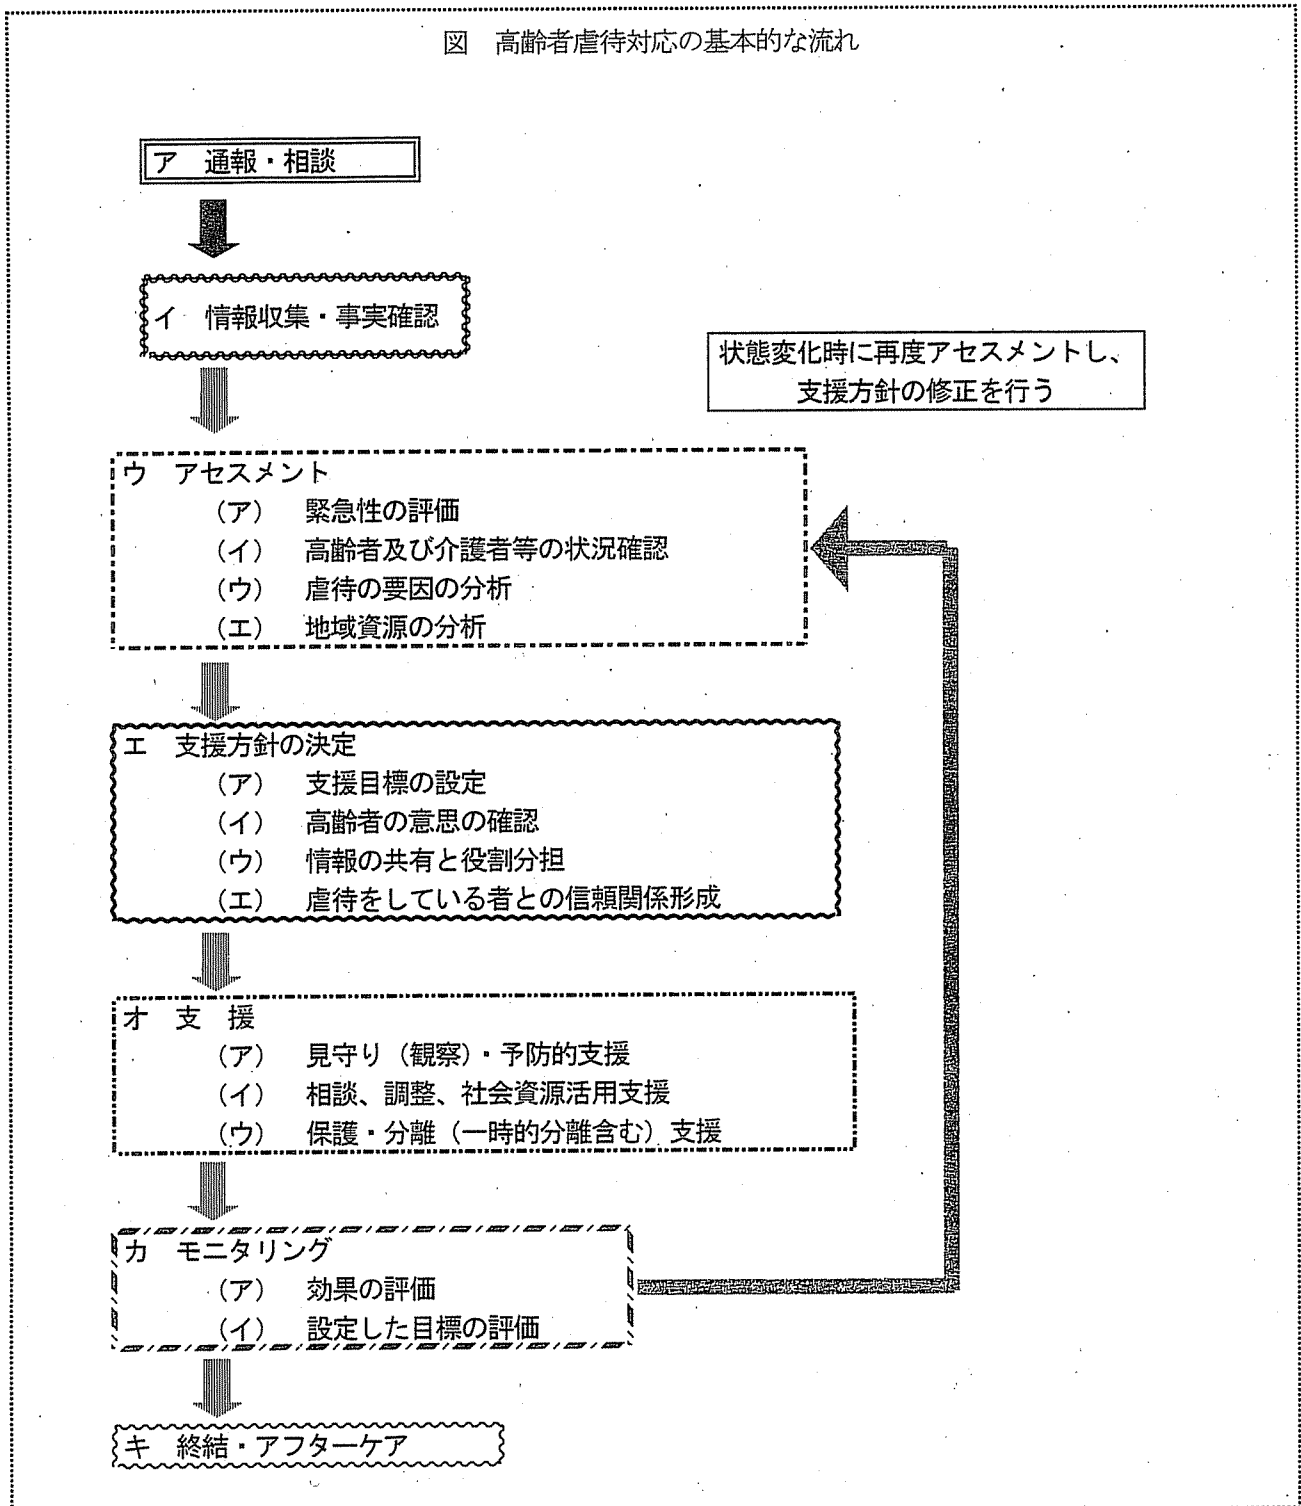 図　高齢者虐待対応の基本的な流れ
ア　通報・相談
イ　情報収集・事実確認
状態変化時に再度アセスメントし、
支援方針の修正を行う
ウ　アセスメント
（ア）　緊急性の評価
（イ）　高齢者及び介護者等の状況確認
（ウ）　虐待の要因の分析
（エ）　地域資源の分析
エ　支援方針の決定
（ア）　支援目標の設定
（イ）　高齢者の意思の確認
（ウ）　情報の共有と役割分担
（エ）　虐待をしている者との信頼関係形成
オ　支　援
（ア）　見守り（観察）・予防的支援
（イ）　相談、調整、社会資源活用支援
（ウ）　保護・分離（一時的分離含む）支援
カ　モニタリング
（ア）　効果の評価
（イ）　設定した目標の評価
キ　終結・アフターケア